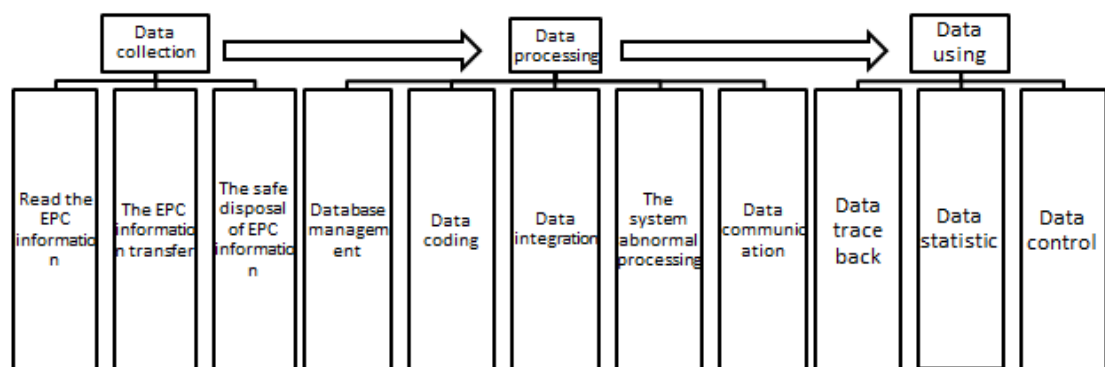 Data
collection
Data
processing
Data
using
Read the
EPC
informatio
n
The EPC
informatio
n transfer
The safe
disposal
of EPC
informatio
n
Database
managem
ent
Data
coding
Data
integration
The
system
abnormal
processing
Data
communic
ation
Data
trace
back
Data
statistic
Data
control